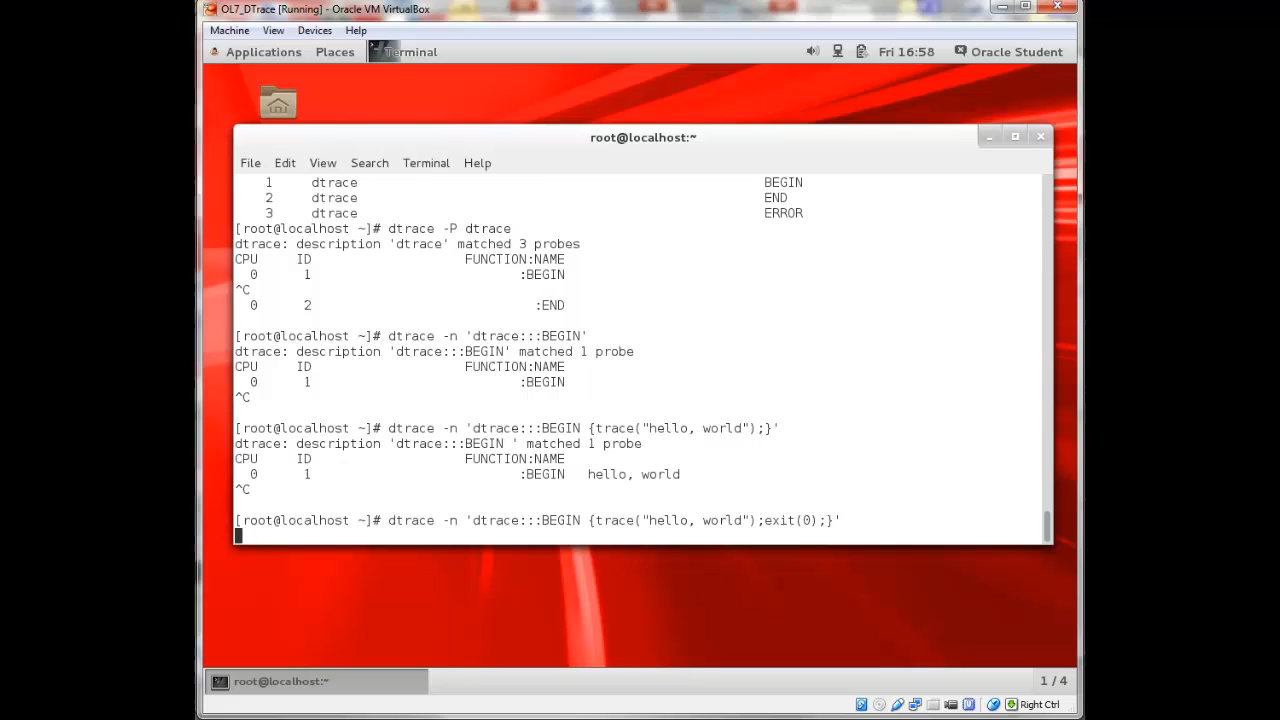 OL7_DTrace [Running] - Oracle VM VirtualBox
Machine View Devices Help
Applications Places Terminal Fri 16:58 Oracle Student
root@localhost:~
File Edit View Search Terminal Help
1 dtrace BEGIN
2 dtrace END
3 dtrace ERROR
[root@localhost ~]# dtrace -P dtrace
dtrace: description 'dtrace' matched 3 probes
CPU ID FUNCTION:NAME
0 1 :BEGIN
^C
0 2 :END
[root@localhost ~]# dtrace -n 'dtrace:::BEGIN'
dtrace: description 'dtrace:::BEGIN' matched 1 probe
CPU ID FUNCTION:NAME
0 1 :BEGIN
^C
[root@localhost ~]# dtrace -n 'dtrace:::BEGIN {trace("hello, world");}'
dtrace: description 'dtrace:::BEGIN ' matched 1 probe
CPU ID FUNCTION:NAME
0 1 :BEGIN hello, world
^C
[root@localhost ~]# dtrace -n 'dtrace:::BEGIN {trace("hello, world");exit(0);}'
root@localhost:~ 1 / 4
Right Ctrl